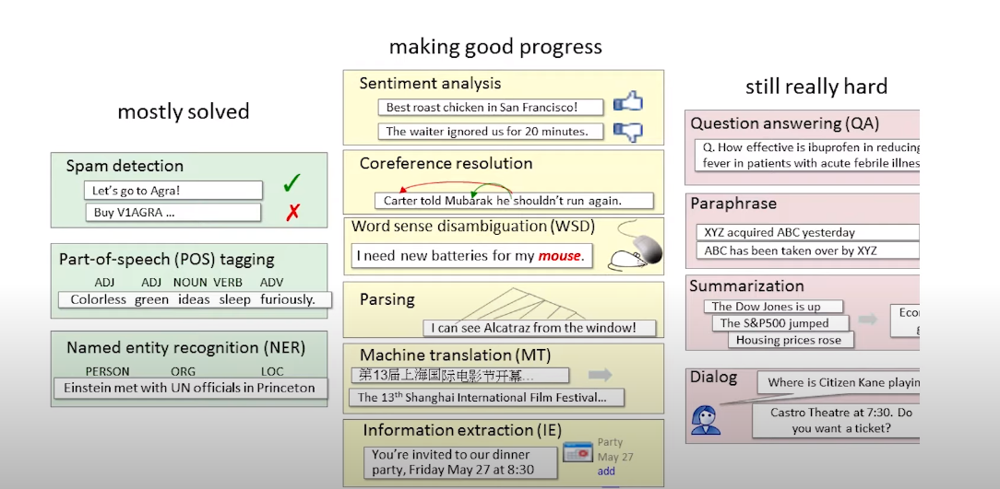 making good progress
mostly solved
still really hard
Spam detection
Let's go to Agra!
Buy V1AGRA ...
Part-of-speech (POS) tagging
ADJ ADJ NOUN VERB ADV
Colorless green ideas sleep furiously.
Named entity recognition (NER)
PERSON ORG LOC
Einstein met with UN officials in Princeton
Sentiment analysis
Best roast chicken in San Francisco!
The waiter ignored us for 20 minutes.
Coreference resolution
Carter told Mubarak he shouldn't run again.
Word sense disambiguation (WSD)
I need new batteries for my mouse.
Parsing
I can see Alcatraz from the window!
Machine translation (MT)
第13届上海国际电影节开幕...
The 13th Shanghai International Film Festival...
Information extraction (IE)
You're invited to our dinner
party, Friday May 27 at 8:30
Party
May 27
add
Question answering (QA)
Q. How effective is ibuprofen in reducing
fever in patients with acute febrile illnes
Paraphrase
XYZ acquired ABC yesterday
ABC has been taken over by XYZ
Summarization
The Dow Jones is up
The S&P500 jumped
Housing prices rose
Eco
Dialog
Where is Citizen Kane playin
Castro Theatre at 7:30. Do
you want a ticket?